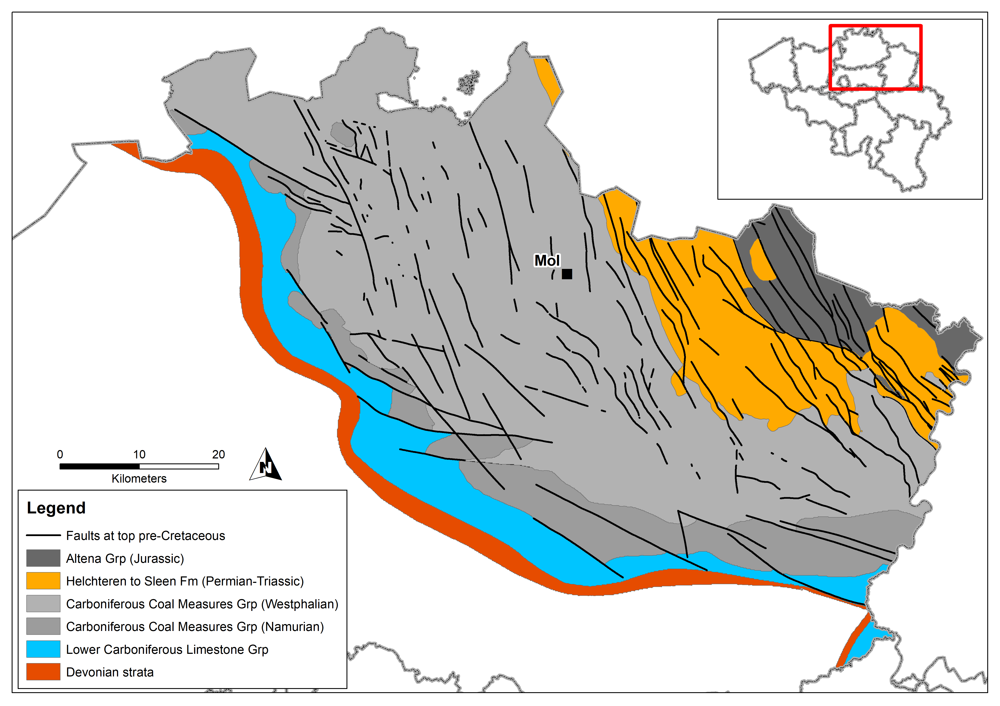 Mol
0 10 20
Kilometers
N
Legend
Faults at top pre-Cretaceous
Altena Grp (Jurassic)
Helchteren to Sleen Fm (Permian-Triassic)
Carboniferous Coal Measures Grp (Westphalian)
Carboniferous Coal Measures Grp (Namurian)
Lower Carboniferous Limestone Grp
Devonian strata